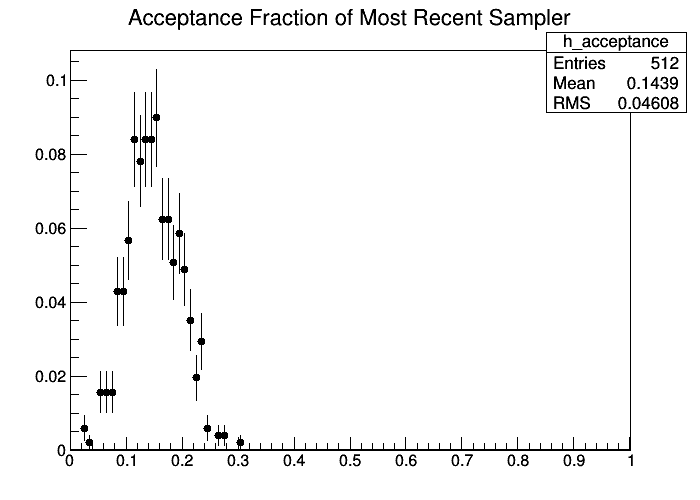 Acceptance Fraction of Most Recent Sampler
h_acceptance
Entries 512
Mean 0.1439
RMS 0.04608
0.1
0.08
0.06
0.04
0.02
0
0 0.1 0.2 0.3 0.4 0.5 0.6 0.7 0.8 0.9 1